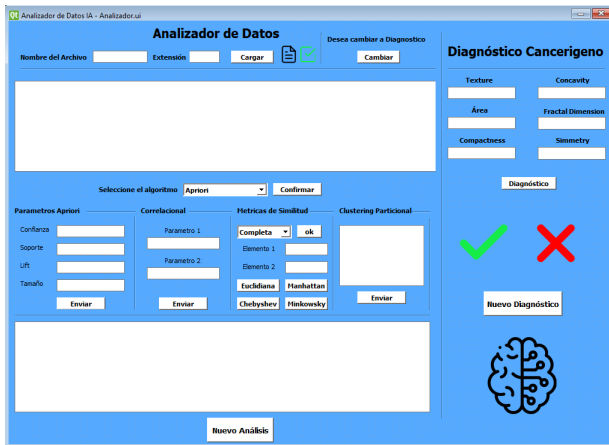 Qt Analizador de Datos IA - Analizador.ui
Analizador de Datos
Desea cambiar a Diagnostico
Nombre del Archivo Extensión Cargar Cambiar
Diagnóstico Cancerigeno
Texture Concavity
Área Fractal Dimension
Compactness Simmetry
Diagnóstico
Seleccione el algoritmo Apriori Confirmar
Parametros Apriori Correlacional Metricas de Similitud Clustering Particional
Confianza Parametro 1 Completa ok
Soporte Elemento 1
Lift Parametro 2 Elemento 2
Tamaño Euclidiana Manhattan
Enviar Enviar Chebyshev Minkowsky Enviar
Nuevo Diagnóstico
Nuevo Análisis